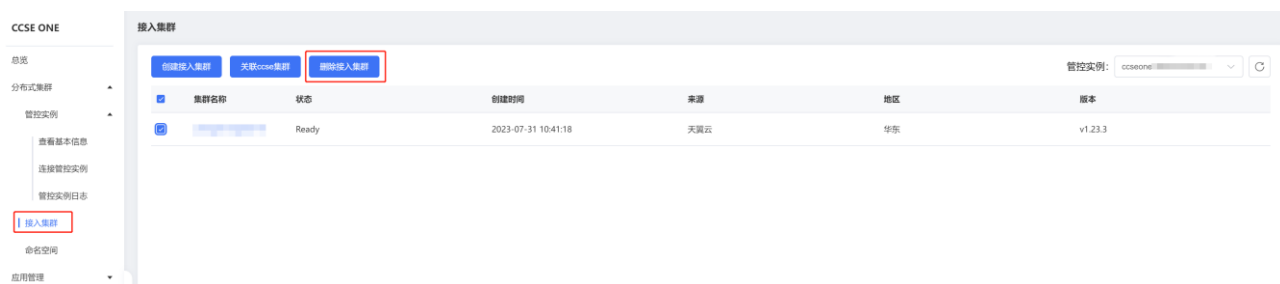 CCSE ONE
接入集群
总览
分布式集群
管控实例
查看基本信息
连接管控实例
管控实例日志
接入集群
命名空间
应用管理
创建接入集群 关联ccse集群 删除接入集群 管控实例： ccseone
集群名称 状态 创建时间 来源 地区 版本
Ready 2023-07-31 10:41:18 天翼云 华东 v1.23.3